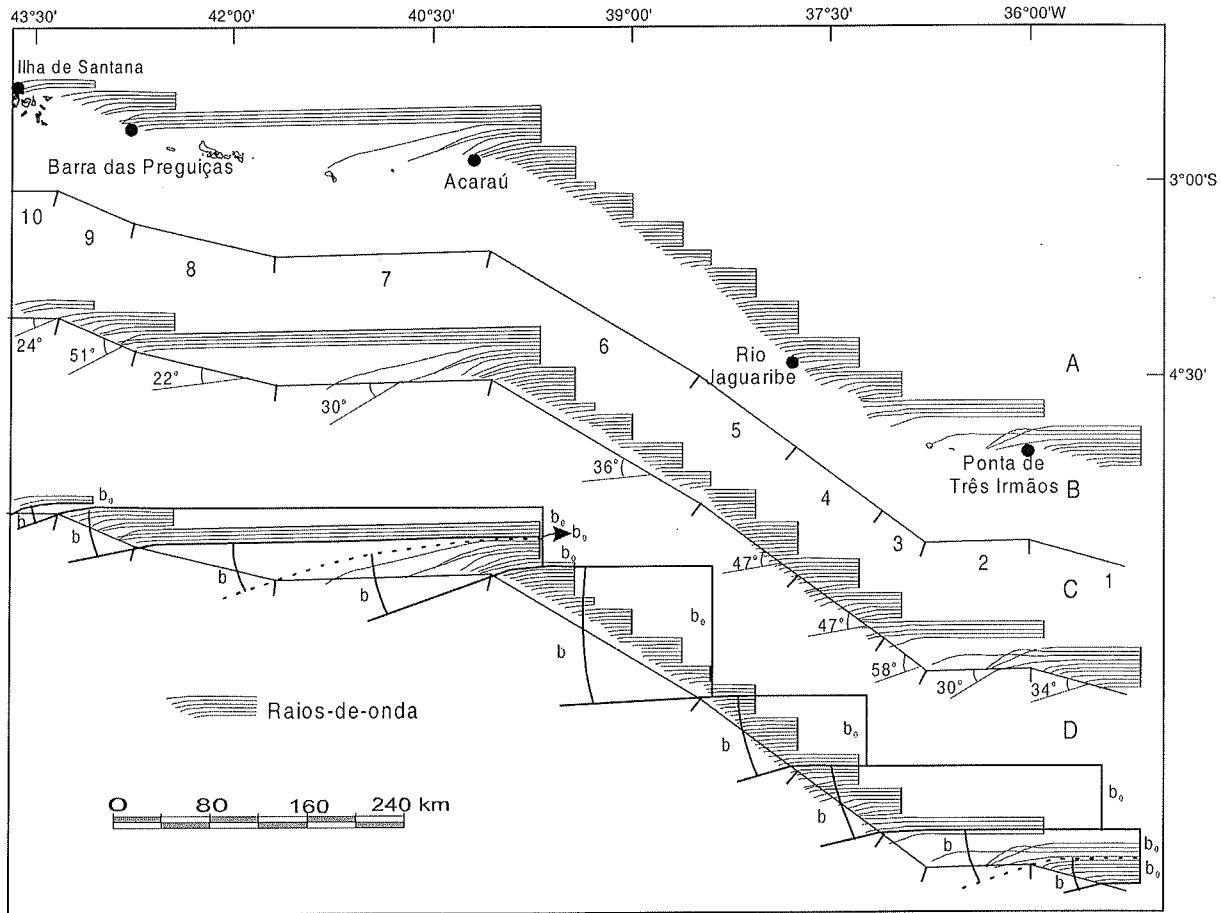 43°30' 42°00' 40°30' 39°00' 37°30' 36°00'W
Ilha de Santana
Barra das Preguiças
Acaraú
3°00'S
10
9
8
7
6
Rio
Jaguaribe
A
4°30'
5
Ponta de
Três Irmãos
B
4
3
2
1
24°
51°
22°
30°
36°
47°
47°
58°
30°
34°
C
D
b₀
b₀
b₀
b₀
b
b
b
b
b
b₀
b
b₀
b
b₀
b
b₀
b₀
b
b
Raios-de-onda
0 80 160 240 km